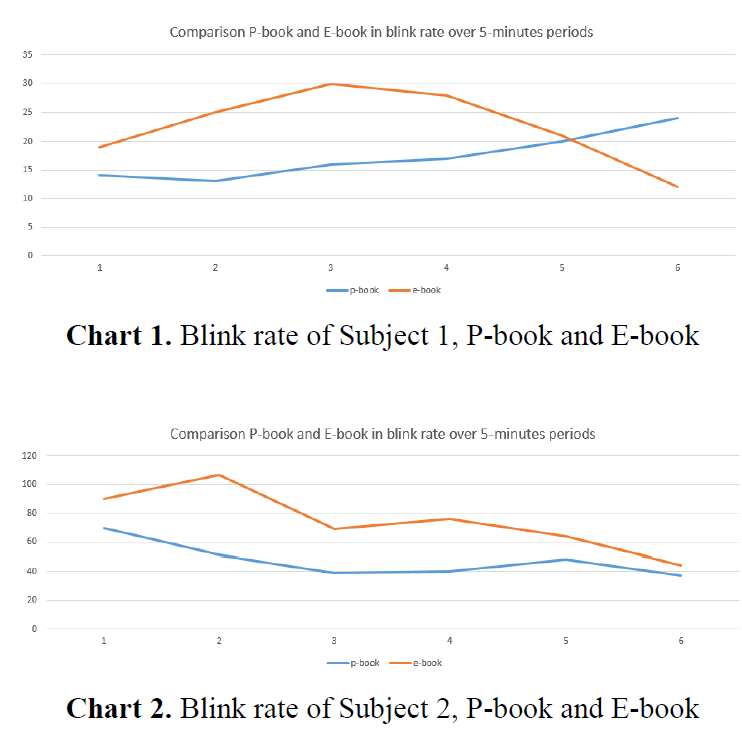 Comparison P-book and E-book in blink rate over 5-minutes periods
35
30
25
20
15
10
5
0
1 2 3 4 5 6
p-book e-book
Chart 1. Blink rate of Subject 1, P-book and E-book
Comparison P-book and E-book in blink rate over 5-minutes periods
120
100
80
60
40
20
0
1 2 3 4 5 6
p-book e-book
Chart 2. Blink rate of Subject 2, P-book and E-book